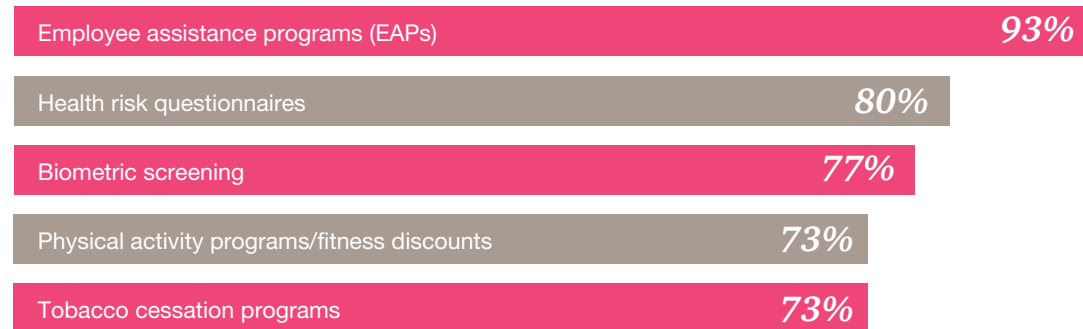 Employee assistance programs (EAPs) 93%
Health risk questionnaires 80%
Biometric screening 77%
Physical activity programs/fitness discounts 73%
Tobacco cessation programs 73%